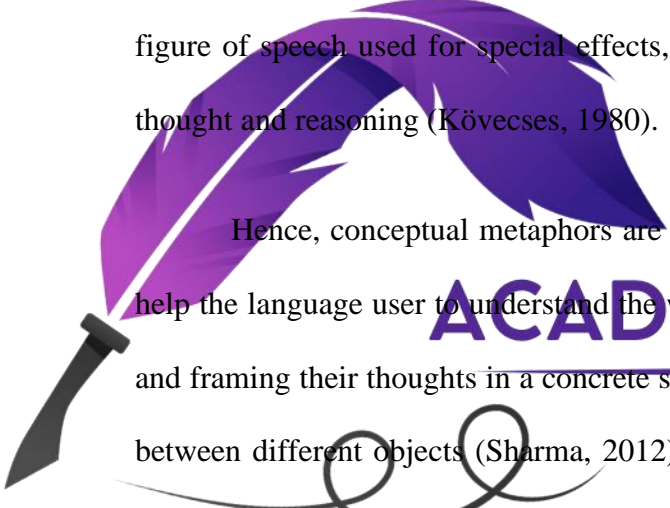 figure of speech used for special effects,
thought and reasoning (Kövecses, 1980).
Hence, conceptual metaphors are
help the language user to understand the
ACAD
and framing their thoughts in a concrete
between different objects (Sharma, 2012)